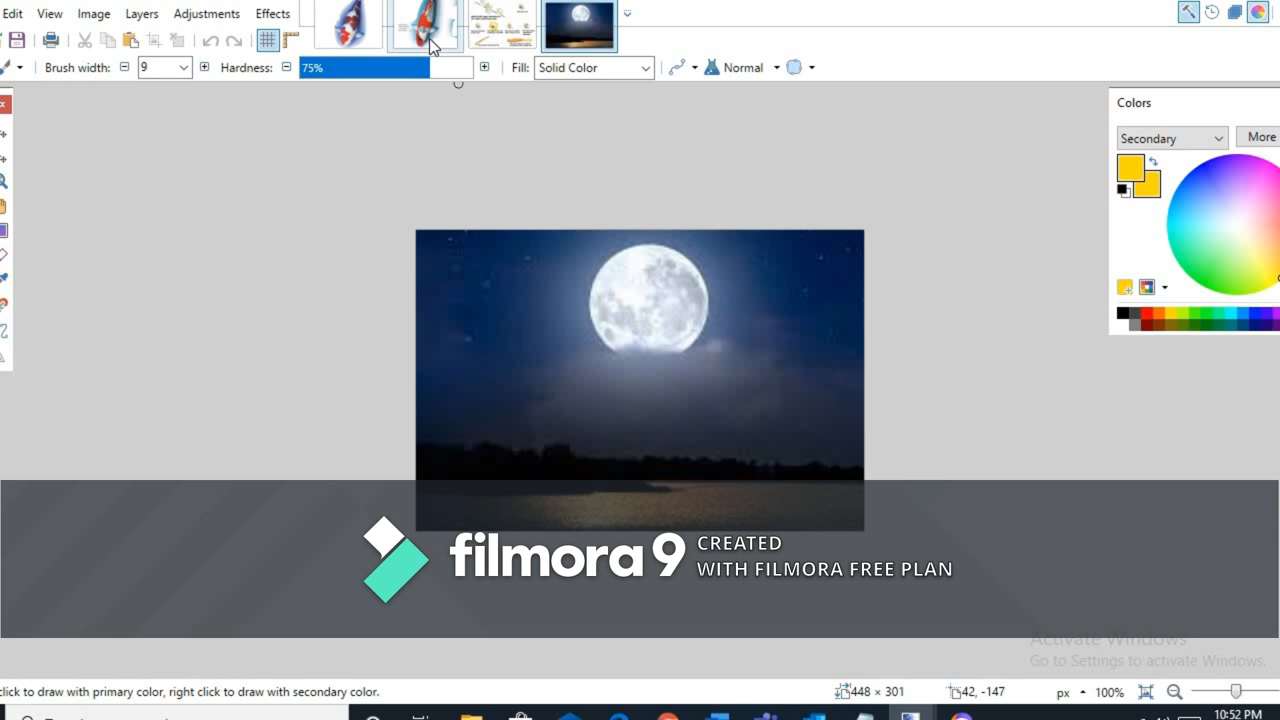 Edit View Image Layers Adjustments Effects
Brush width: 9 Hardness: 75% Fill: Solid Color Normal
Colors
Secondary More
filmora9 CREATED
WITH FILMORA FREE PLAN
Activate Windows
Go to Settings to activate Windows.
click to draw with primary color, right click to draw with secondary color. 448 × 301 42, -147 px 100%
10:52 PM